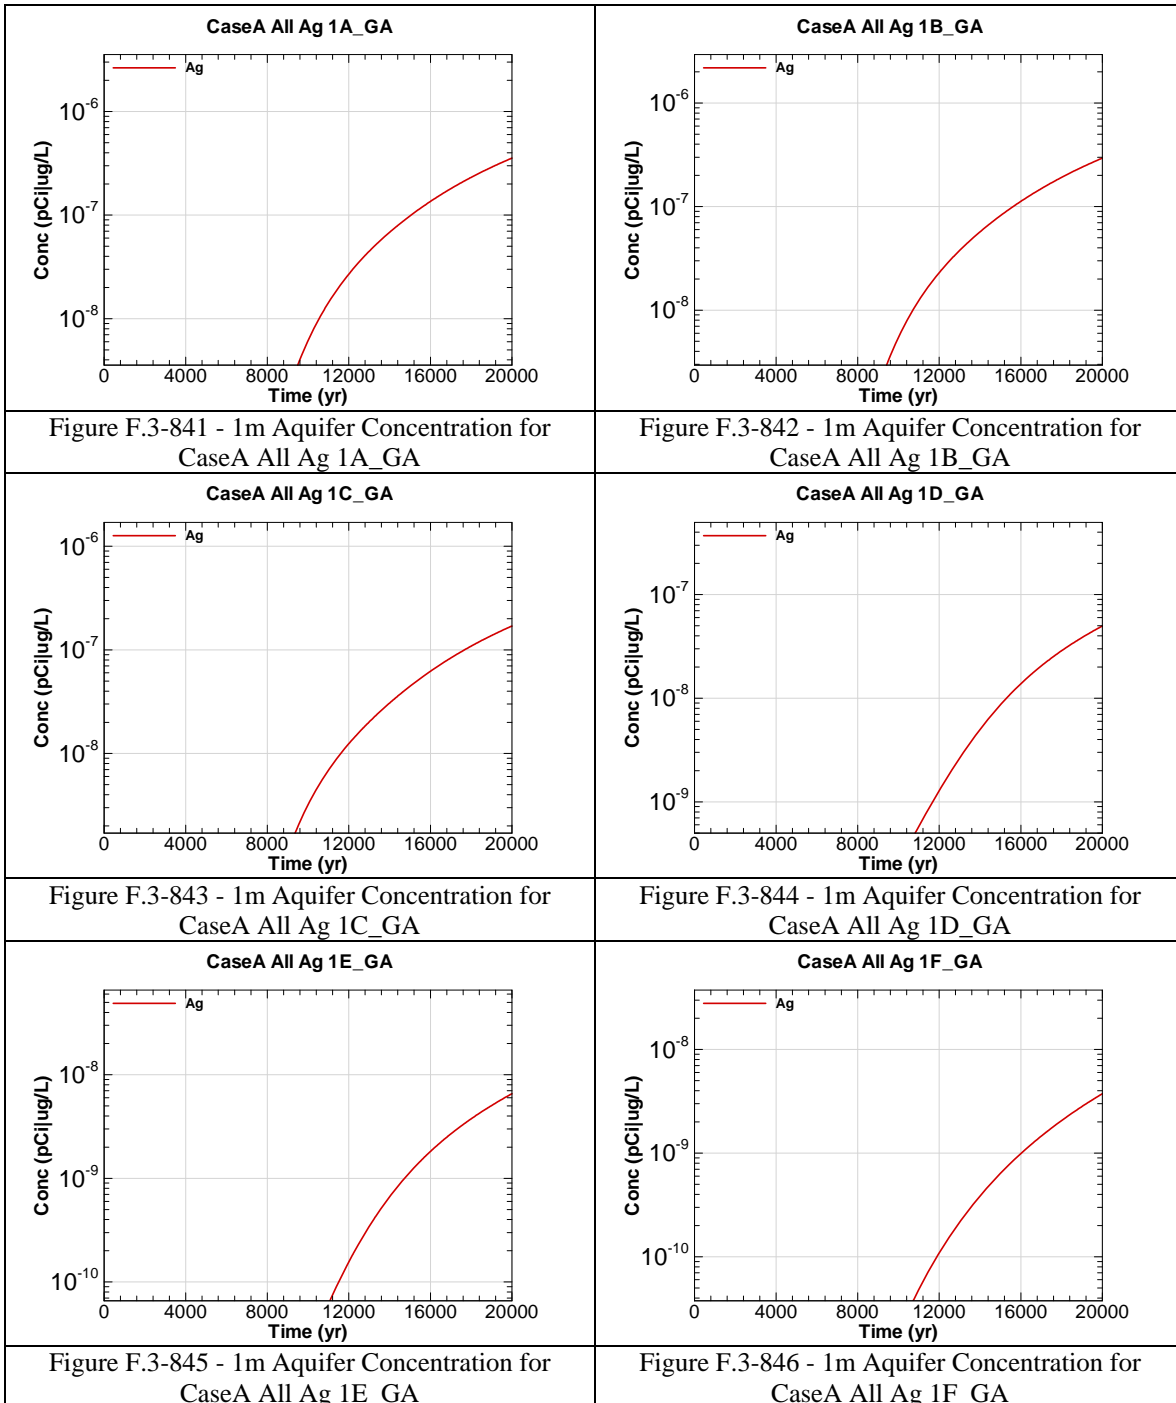 CaseA All Ag 1A_GA
Ag
10-6
10-7
10-8
Conc (pCi|ug/L)
0 4000 8000 12000 16000 20000
Time (yr)
Figure F.3-841 - 1m Aquifer Concentration for
CaseA All Ag 1A_GA
CaseA All Ag 1B_GA
Ag
10-6
10-7
10-8
Conc (pCi|ug/L)
0 4000 8000 12000 16000 20000
Time (yr)
Figure F.3-842 - 1m Aquifer Concentration for
CaseA All Ag 1B_GA
CaseA All Ag 1C_GA
Ag
10-6
10-7
10-8
Conc (pCi|ug/L)
0 4000 8000 12000 16000 20000
Time (yr)
Figure F.3-843 - 1m Aquifer Concentration for
CaseA All Ag 1C_GA
CaseA All Ag 1D_GA
Ag
10-7
10-8
10-9
Conc (pCi|ug/L)
0 4000 8000 12000 16000 20000
Time (yr)
Figure F.3-844 - 1m Aquifer Concentration for
CaseA All Ag 1D_GA
CaseA All Ag 1E_GA
Ag
10-8
10-9
10-10
Conc (pCi|ug/L)
0 4000 8000 12000 16000 20000
Time (yr)
Figure F.3-845 - 1m Aquifer Concentration for
CaseA All Ag 1E_GA
CaseA All Ag 1F_GA
Ag
10-8
10-9
10-10
Conc (pCi|ug/L)
0 4000 8000 12000 16000 20000
Time (yr)
Figure F.3-846 - 1m Aquifer Concentration for
CaseA All Ag 1F_GA